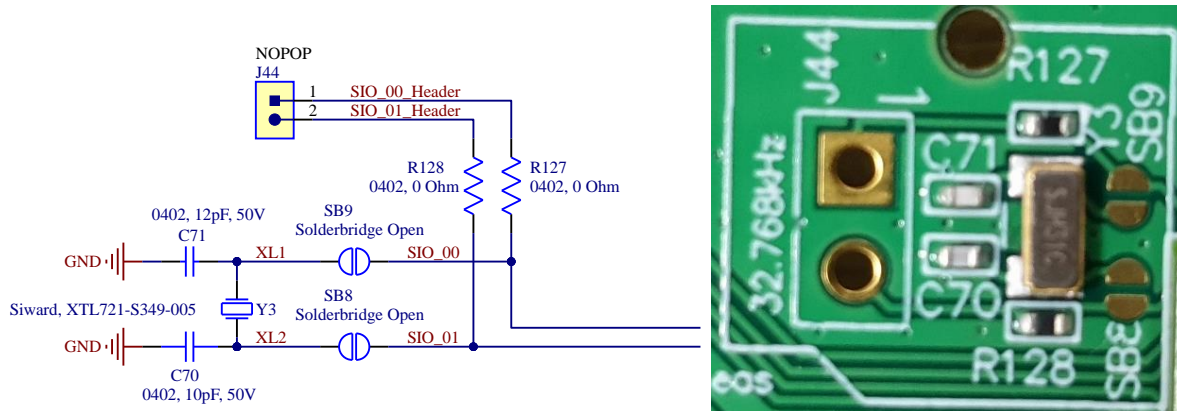 NOPOP
J44
1
SIO_00_Header
2
SIO_01_Header
R128
0402, 0 Ohm
R127
0402, 0 Ohm
0402, 12pF, 50V
C71
SB9
Solderbridge Open
GND
XL1
SIO_00
Siward, XTL721-S349-005
Y3
SB8
Solderbridge Open
GND
XL2
SIO_01
C70
0402, 10pF, 50V
J44
1
R127
Y3
SB9
C71
32.768kHz
C70
R128
SB8